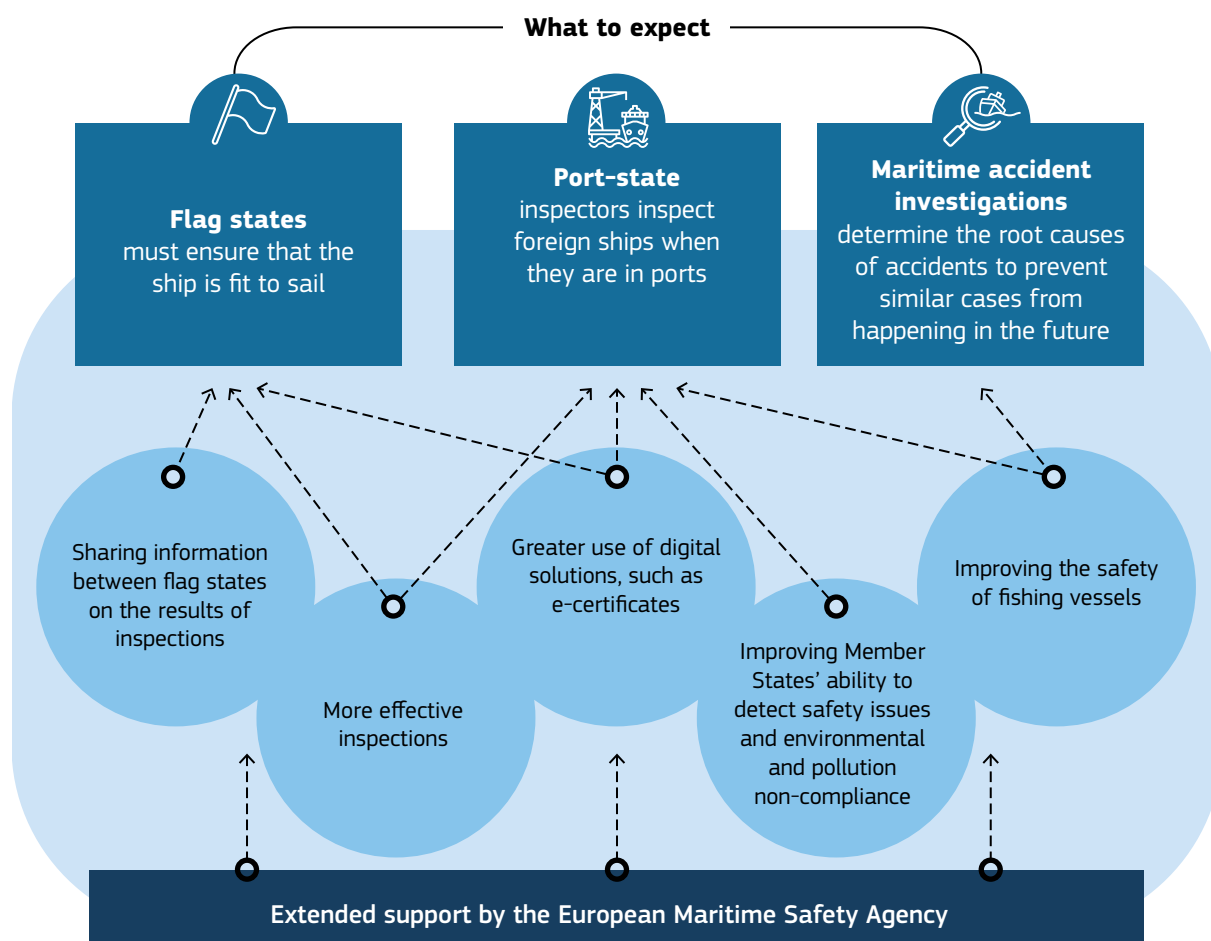 What to expect
Flag states
must ensure that the
ship is fit to sail
Port-state
inspectors inspect
foreign ships when
they are in ports
Maritime accident
investigations
determine the root causes
of accidents to prevent
similar cases from
happening in the future
Sharing information
between flag states
on the results of
inspections
More effective
inspections
Greater use of digital
solutions, such as
e-certificates
Improving Member
States’ ability to
detect safety issues
and environmental
and pollution
non-compliance
Improving the safety
of fishing vessels
Extended support by the European Maritime Safety Agency